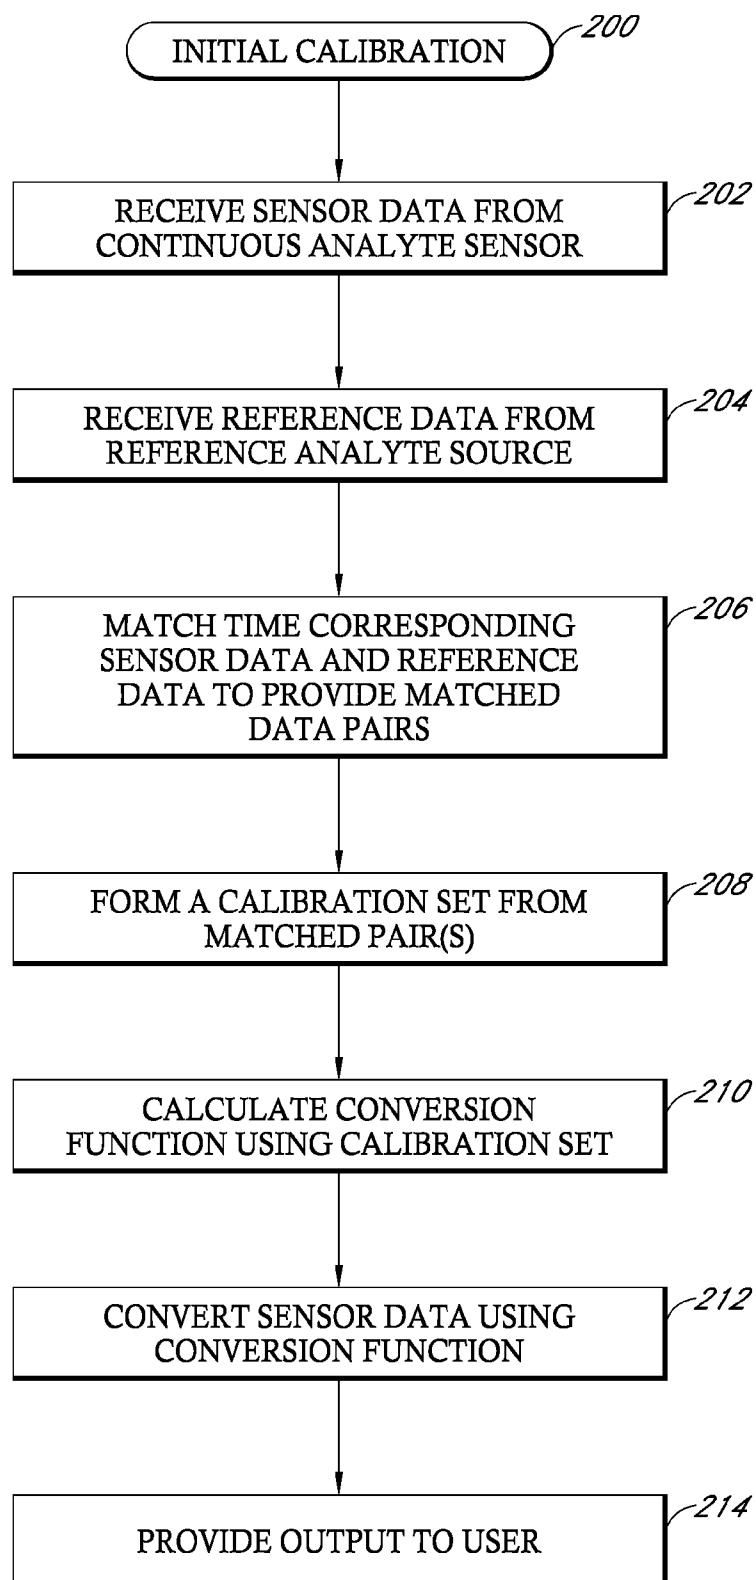 INITIAL CALIBRATION
200
RECEIVE SENSOR DATA FROM
CONTINUOUS ANALYTE SENSOR
202
RECEIVE REFERENCE DATA FROM
REFERENCE ANALYTE SOURCE
204
MATCH TIME CORRESPONDING
SENSOR DATA AND REFERENCE
DATA TO PROVIDE MATCHED
DATA PAIRS
206
FORM A CALIBRATION SET FROM
MATCHED PAIR(S)
208
CALCULATE CONVERSION
FUNCTION USING CALIBRATION SET
210
CONVERT SENSOR DATA USING
CONVERSION FUNCTION
212
PROVIDE OUTPUT TO USER
214